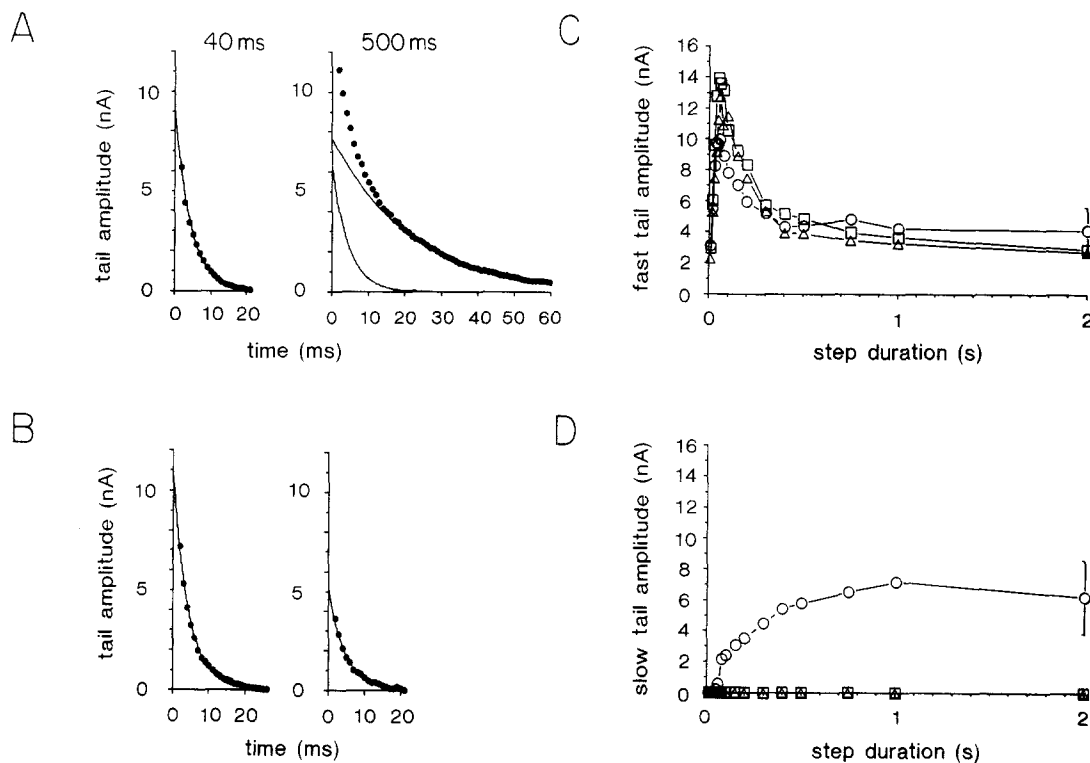 A
40 ms
500 ms
tail amplitude (nA)
10
5
0
10
5
0
0 10 20
0 10 20 30 40 50 60
time (ms)
B
tail amplitude (nA)
10
5
0
10
5
0
0 10 20
0 10 20
time (ms)
C
fast tail amplitude (nA)
16
14
12
10
8
6
4
2
0
0 1 2
step duration (s)
D
slow tail amplitude (nA)
16
14
12
10
8
6
4
2
0
0 1 2
step duration (s)